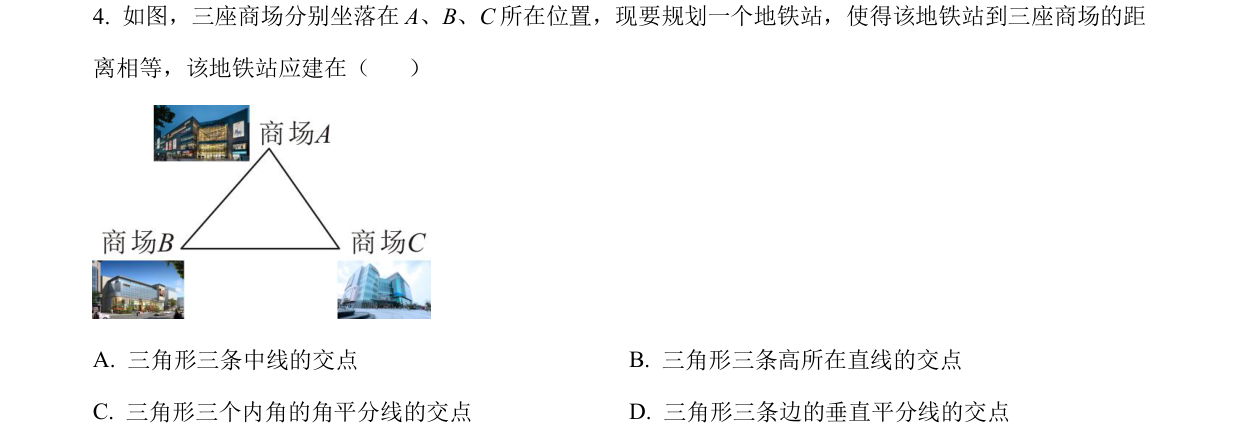 4. 如图，三座商场分别坐落在 A、B、C 所在位置，现要规划一个地铁站，使得该地铁站到三座商场的距
离相等，该地铁站应建在（　　）
商场A
商场B
商场C
A. 三角形三条中线的交点
B. 三角形三条高所在直线的交点
C. 三角形三个内角的角平分线的交点
D. 三角形三条边的垂直平分线的交点